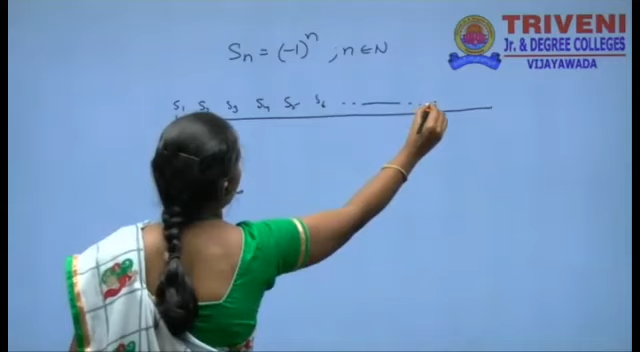 TRIVENI
Jr. & DEGREE COLLEGES
VIJAYAWADA
Sn = (-1)^n ; n ∈ N
S1 S2 S3 S4 S5 S6 .. —— ....